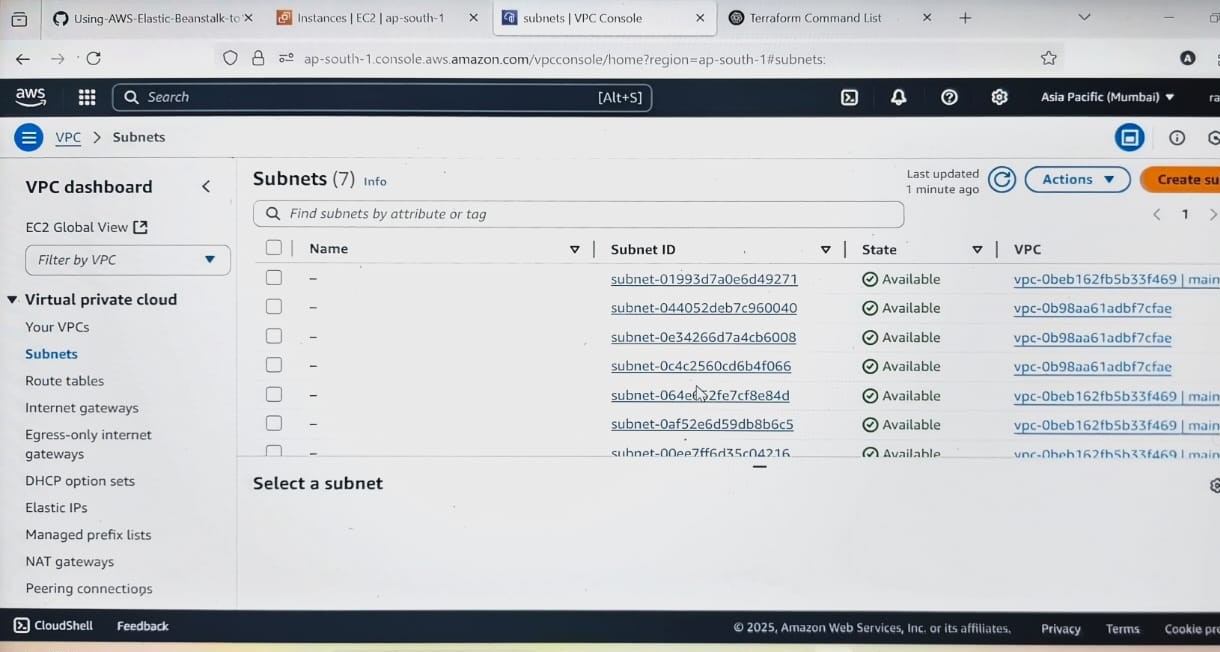 Using-AWS-Elastic-Beanstalk-to
Instances | EC2 | ap-south-1
subnets | VPC Console
Terraform Command List
ap-south-1.console.aws.amazon.com/vpcconsole/home?region=ap-south-1#subnets:
A
aws
Search
[Alt+S]
Asia Pacific (Mumbai)
ra
VPC > Subnets
VPC dashboard
EC2 Global View
Filter by VPC
Virtual private cloud
Your VPCs
Subnets
Route tables
Internet gateways
Egress-only internet
gateways
DHCP option sets
Elastic IPs
Managed prefix lists
NAT gateways
Peering connections
Subnets (7) Info
Last updated
1 minute ago
Actions
Create su
Find subnets by attribute or tag
1
Name Subnet ID State VPC
– subnet-01993d7a0e6d49271 Available vpc-0beb162fb5b33f469 | main
– subnet-044052deb7c960040 Available vpc-0b98aa61adbf7cfae
– subnet-0e34266d7a4cb6008 Available vpc-0b98aa61adbf7cfae
– subnet-0c4c2560cd6b4f066 Available vpc-0b98aa61adbf7cfae
– Available vpc-0beb162fb5b33f469 | main
– subnet-0af52e6d59db8b6c5 Available vpc-0beb162fb5b33f469 | main
– subnet-00ee7ff6d35c04216 Available vpc-0beb162fb5b33f469 | main
Select a subnet
CloudShell Feedback
© 2025, Amazon Web Services, Inc. or its affiliates. Privacy Terms Cookie pre